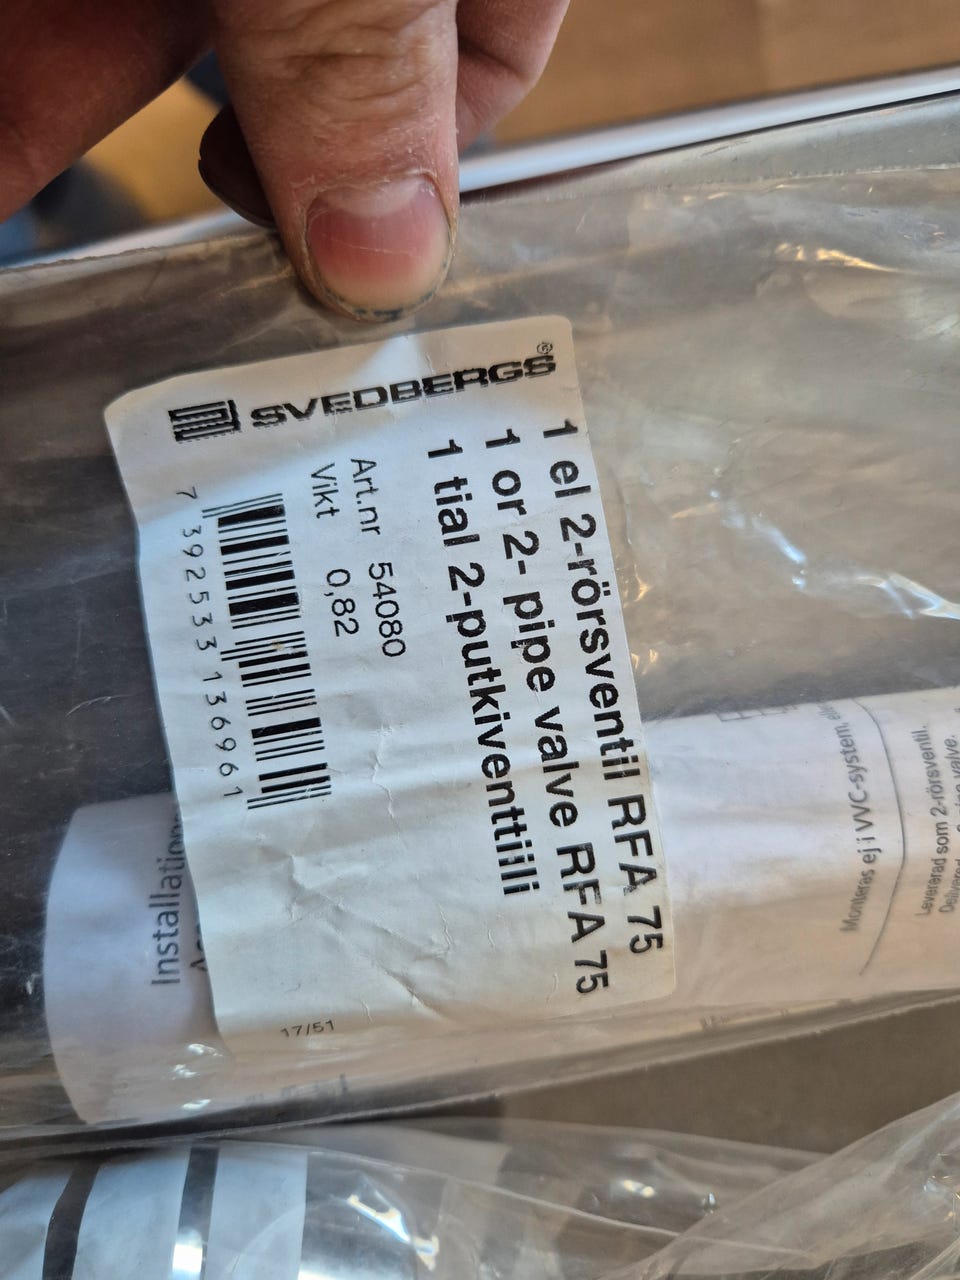 SVEDBERGS®
1 el 2-rörsventil RFA 75
1 or 2- pipe valve RFA 75
1 tial 2-putkiventtiili
Art.nr 54080
Vikt 0,82
7 392533 136961
17/51
Installation
Monteras ej i VVC-system,
Levererad som 2-rörsventil.